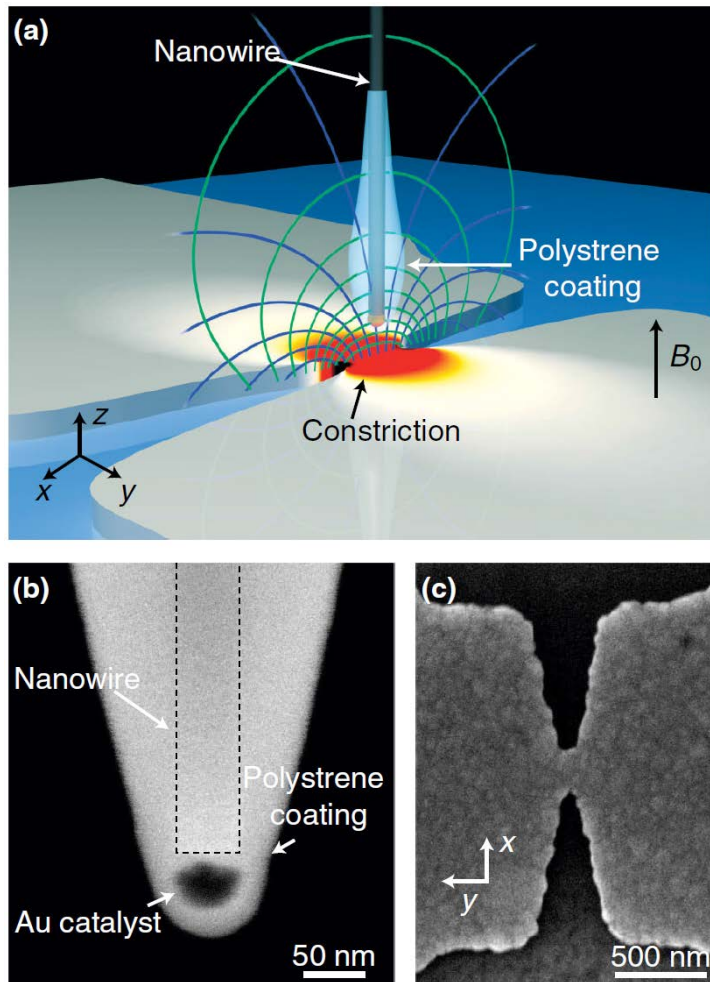 (a)
Nanowire
Polystrene
coating
B0
Constriction
z
x
y
(b)
Nanowire
Polystrene
coating
Au catalyst
50 nm
(c)
x
y
500 nm